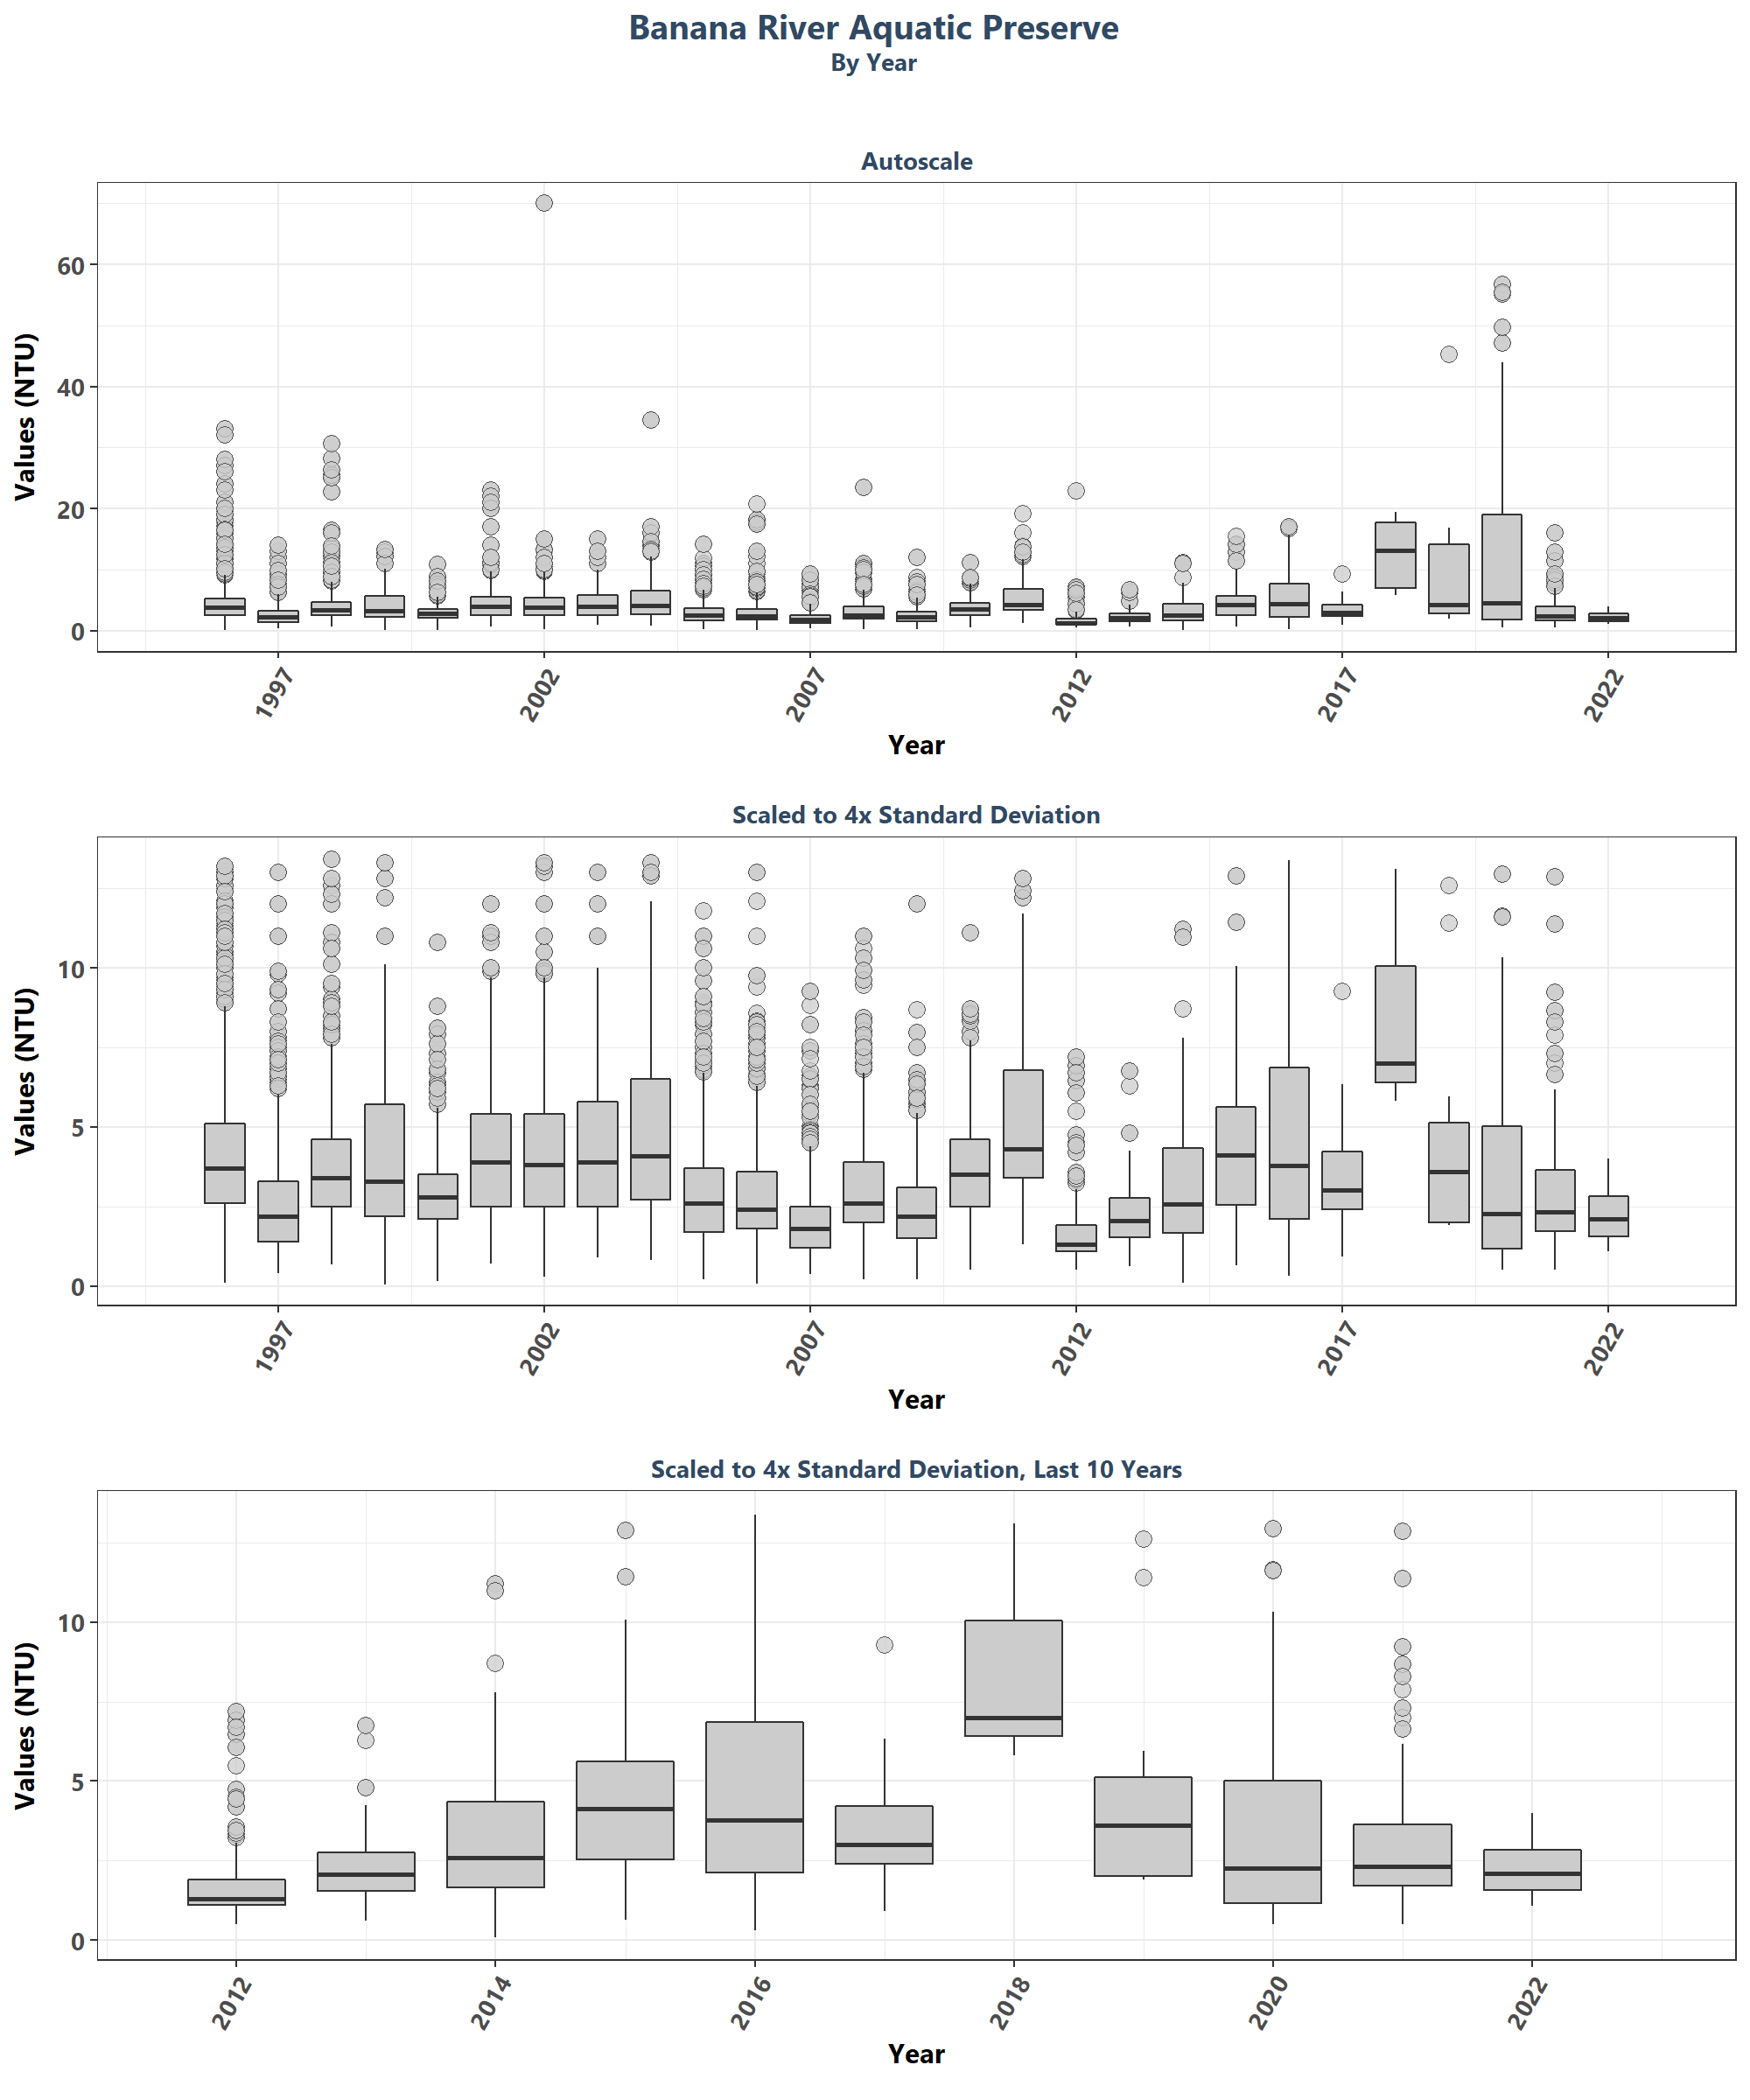 Banana River Aquatic Preserve
By Year
Autoscale
Values (NTU)
60
40
20
0
1997
2002
2007
2012
2017
2022
Year
Scaled to 4x Standard Deviation
Values (NTU)
10
5
0
1997
2002
2007
2012
2017
2022
Year
Scaled to 4x Standard Deviation, Last 10 Years
Values (NTU)
10
5
0
2012
2014
2016
2018
2020
2022
Year